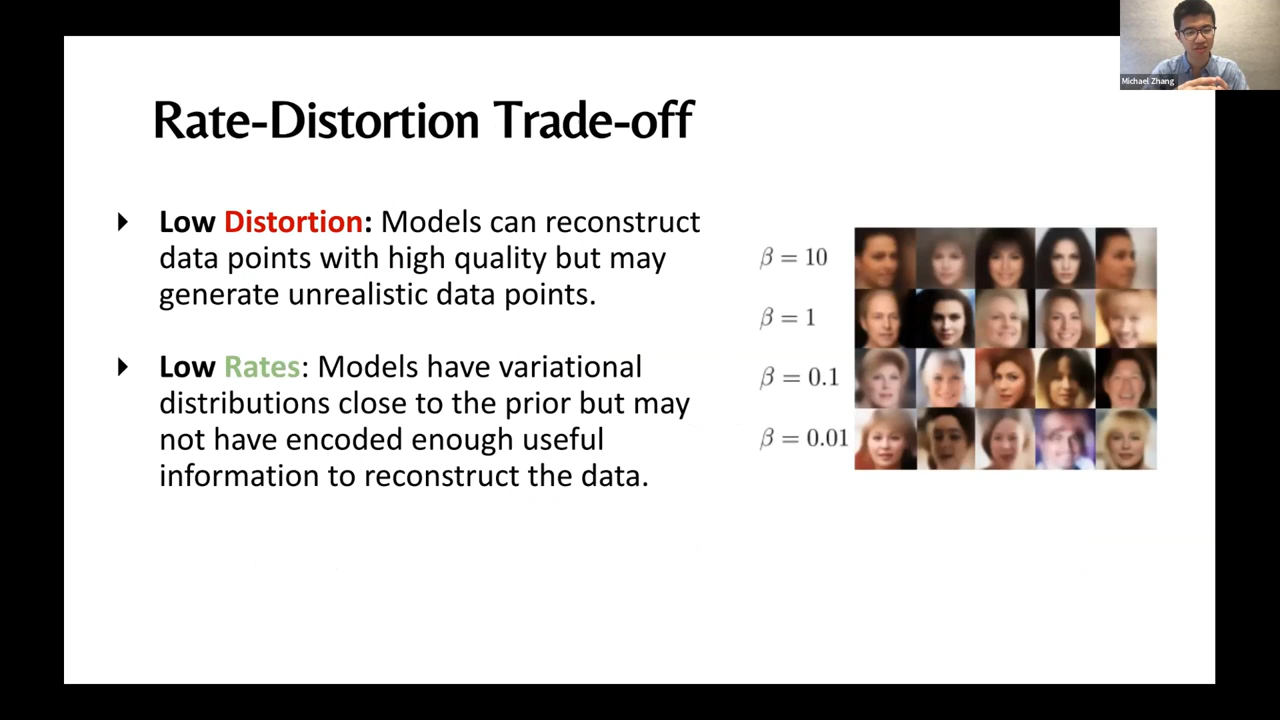 Michael Zhang
Rate-Distortion Trade-off
Low Distortion: Models can reconstruct
data points with high quality but may
generate unrealistic data points.
Low Rates: Models have variational
distributions close to the prior but may
not have encoded enough useful
information to reconstruct the data.
β = 10
β = 1
β = 0.1
β = 0.01